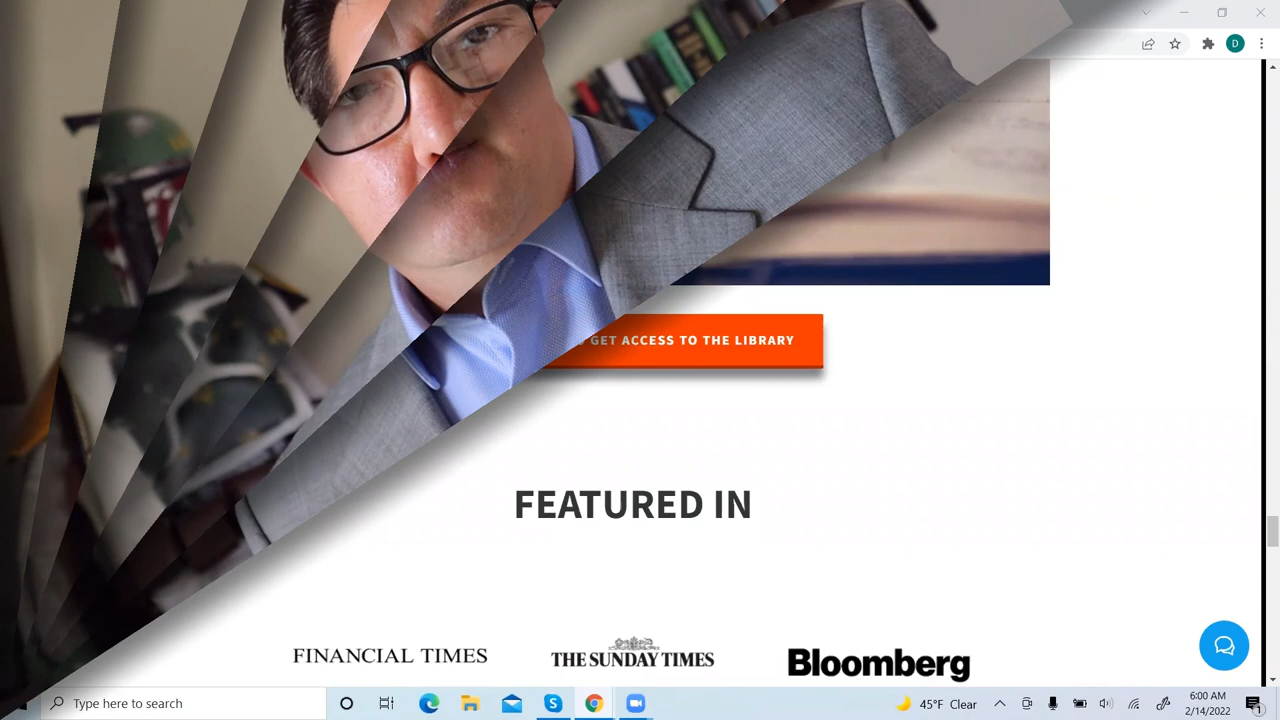 D
GET ACCESS TO THE LIBRARY
FEATURED IN
FINANCIAL TIMES
THE SUNDAY TIMES
Bloomberg
Type here to search
45°F Clear
6:00 AM
2/14/2022
1